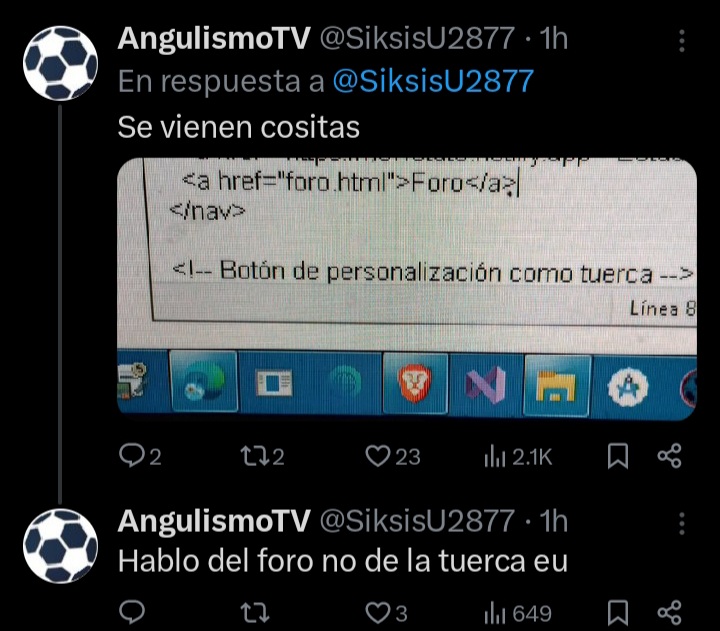 AngulismoTV @SiksisU2877 · 1h
En respuesta a @SiksisU2877
Se vienen cositas
<a href="foro.html">Foro</a>
</nav>
<!-- Botón de personalización como tuerca -->
Línea 8
2 2 23 2.1K
AngulismoTV @SiksisU2877 · 1h
Hablo del foro no de la tuerca eu
3 649